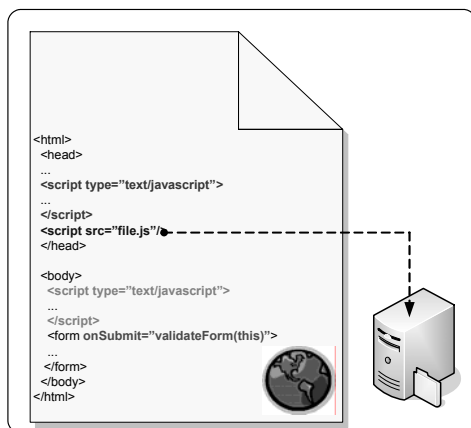 <html>
<head>
...
<script type="text/javascript">
...
</script>
<script src="file.js"/>
</head>
<body>
<script type="text/javascript">
...
</script>
<form onSubmit="validateForm(this)">
...
</form>
</body>
</html>